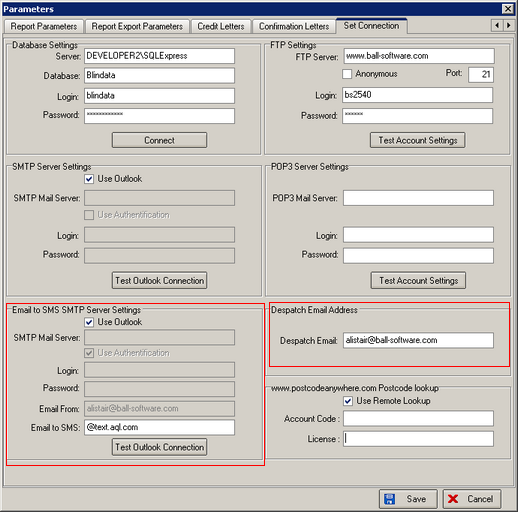 Parameters
Report Parameters
Report Export Parameters
Credit Letters
Confirmation Letters
Set Connection
Database Settings
Server: DEVELOPER2\SQLExpress
Database: Blindata
Login: blindata
Password: ************
Connect
FTP Settings
FTP Server: www.ball-software.com
Anonymous Port: 21
Login: bs2540
Password: ******
Test Account Settings
SMTP Server Settings
Use Outlook
SMTP Mail Server:
Use Authentification
Login:
Password:
Test Outlook Connection
POP3 Server Settings
POP3 Mail Server:
Login:
Password:
Test Account Settings
Email to SMS SMTP Server Settings
Use Outlook
SMTP Mail Server:
Use Authentification
Login:
Password:
Email From: alistair@ball-software.com
Email to SMS: @text.aql.com
Test Outlook Connection
Despatch Email Address
Despatch Email: alistair@ball-software.com
www.postcodeanywhere.com Postcode lookup
Use Remote Lookup
Account Code :
License :
Save
Cancel